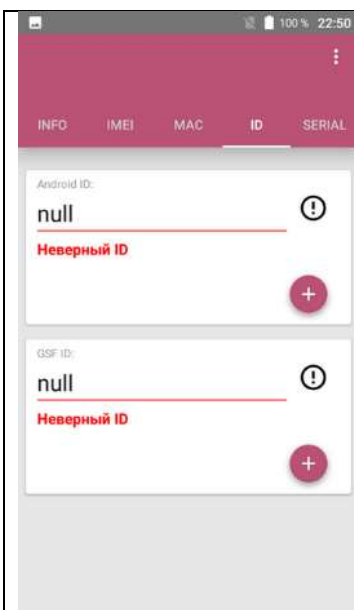 100 % 22:50
INFO IMEI MAC ID SERIAL
Android ID:
null
Неверный ID
GSF ID:
null
Неверный ID